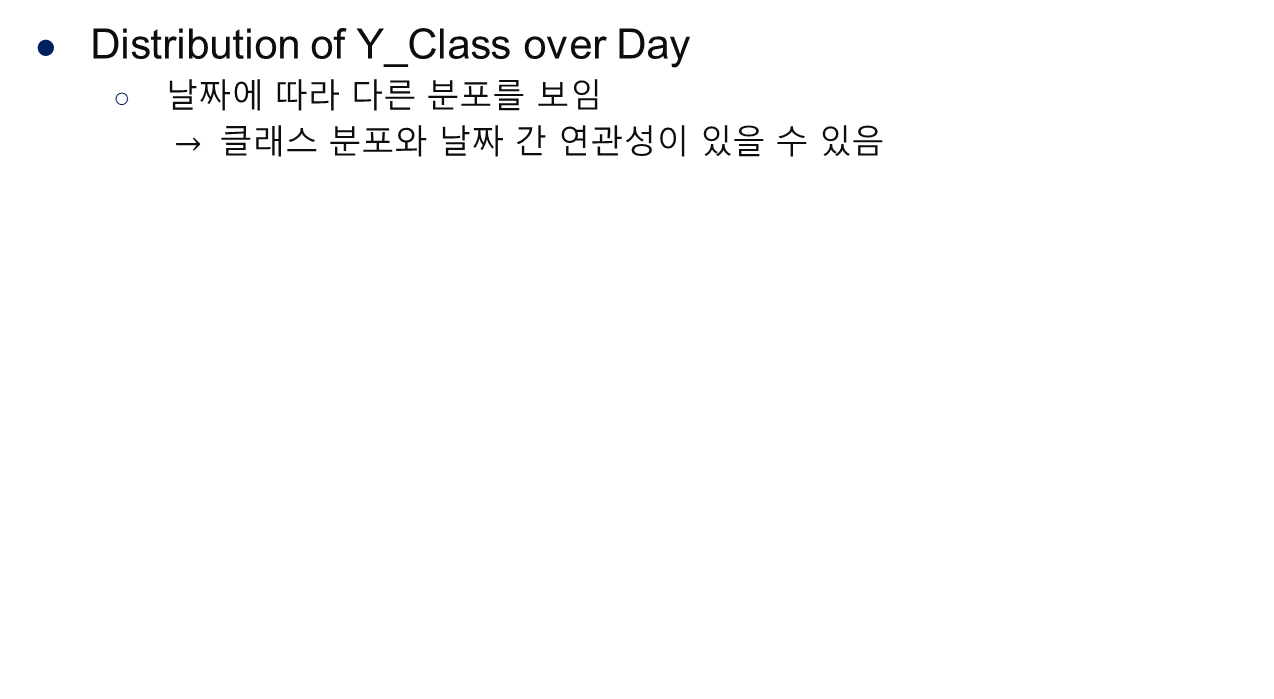 ● Distribution of Y_Class over Day
○ 날짜에 따라 다른 분포를 보임
→ 클래스 분포와 날짜 간 연관성이 있을 수 있음